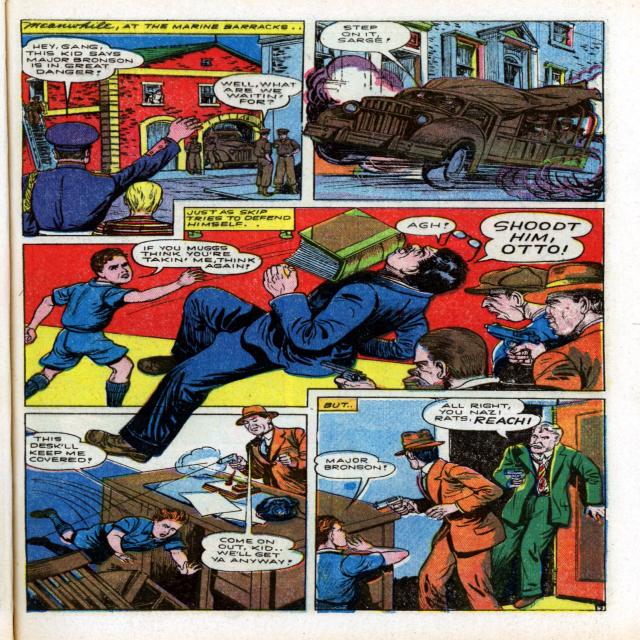 Meanwhile, AT THE MARINE BARRACKS..
HEY, GANG,
THIS KID SAYS
MAJOR BRONSON
IS IN GREAT
DANGER!
WELL, WHAT
ARE WE
WAITIN'
FOR?
STEP
ON IT,
SARGE!
JUST AS SKIP
TRIES TO DEFEND
HIMSELF..
IF YOU MUGGS
THINK YOU'RE
TAKIN' ME, THINK
AGAIN!
AGH!
SHOODT
HIM,
OTTO!
THIS
DESK'LL
KEEP ME
COVERED!
COME ON
OUT, KID..
WE'LL GET
YA ANYWAY!
BUT..
MAJOR
BRONSON!
ALL RIGHT,
YOU NAZI
RATS, REACH!